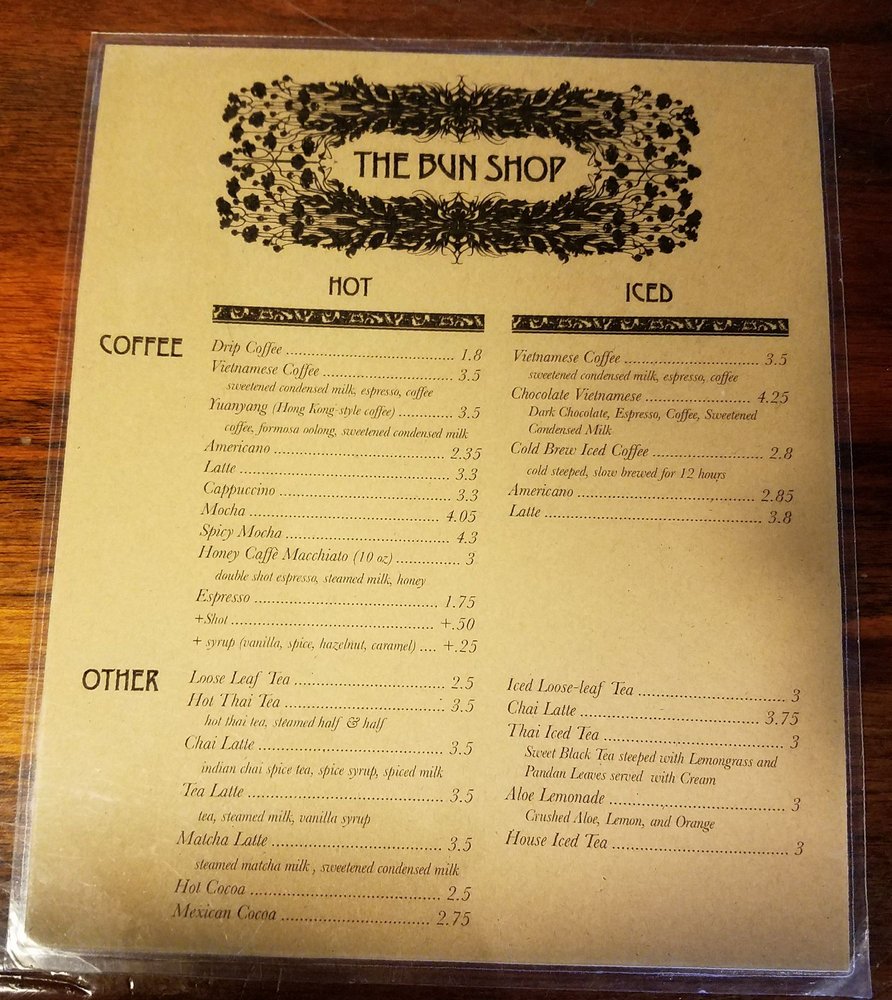 THE BUN SHOP
HOT
COFFEE
Drip Coffee ........ 1.8
Vietnamese Coffee ........ 3.5
sweetened condensed milk, espresso, coffee
Yuanyang (Hong Kong-style coffee) ........ 3.5
coffee, formosa oolong, sweetened condensed milk
Americano ........ 2.35
Latte ........ 3.3
Cappuccino ........ 3.3
Mocha ........ 4.05
Spicy Mocha ........ 4.3
Honey Caffè Macchiato (10 oz) ........ 3
double shot espresso, steamed milk, honey
Espresso ........ 1.75
+Shot ........ +.50
+ syrup (vanilla, spice, hazelnut, caramel) .... +.25
ICED
Vietnamese Coffee ........ 3.5
sweetened condensed milk, espresso, coffee
Chocolate Vietnamese ........ 4.25
Dark Chocolate, Espresso, Coffee, Sweetened
Condensed Milk
Cold Brew Iced Coffee ........ 2.8
cold steeped, slow brewed for 12 hours
Americano ........ 2.85
Latte ........ 3.8
OTHER
Loose Leaf Tea ........ 2.5
Hot Thai Tea ........ 3.5
hot thai tea, steamed half & half
Chai Latte ........ 3.5
indian chai spice tea, spice syrup, spiced milk
Tea Latte ........ 3.5
tea, steamed milk, vanilla syrup
Matcha Latte ........ 3.5
steamed matcha milk , sweetened condensed milk
Hot Cocoa ........ 2.5
Mexican Cocoa ........ 2.75
Iced Loose-leaf Tea ........ 3
Chai Latte ........ 3.75
Thai Iced Tea ........ 3
Sweet Black Tea steeped with Lemongrass and
Pandan Leaves served with Cream
Aloe Lemonade ........ 3
Crushed Aloe, Lemon, and Orange
House Iced Tea ........ 3